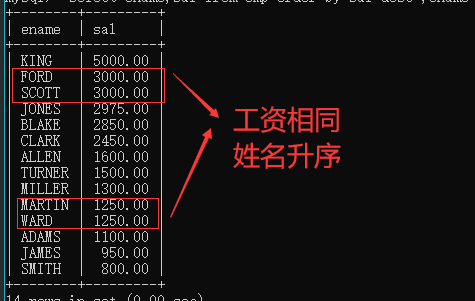 mysql> select ename,sal from emp order by sal desc ,ename
+--------+---------+
| ename | sal |
+--------+---------+
| KING | 5000.00 |
| FORD | 3000.00 |
| SCOTT | 3000.00 |
| JONES | 2975.00 |
| BLAKE | 2850.00 |
| CLARK | 2450.00 |
| ALLEN | 1600.00 |
| TURNER | 1500.00 |
| MILLER | 1300.00 |
| MARTIN | 1250.00 |
| WARD | 1250.00 |
| ADAMS | 1100.00 |
| JAMES | 950.00 |
| SMITH | 800.00 |
+--------+---------+
14 rows in set (0.00 sec)
工资相同
姓名升序